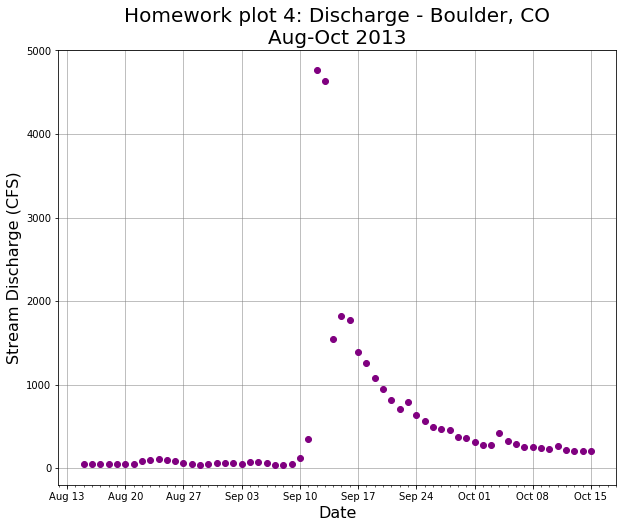 Homework plot 4: Discharge - Boulder, CO
Aug-Oct 2013
5000
4000
3000
2000
1000
0
Stream Discharge (CFS)
Aug 13 Aug 20 Aug 27 Sep 03 Sep 10 Sep 17 Sep 24 Oct 01 Oct 08 Oct 15
Date